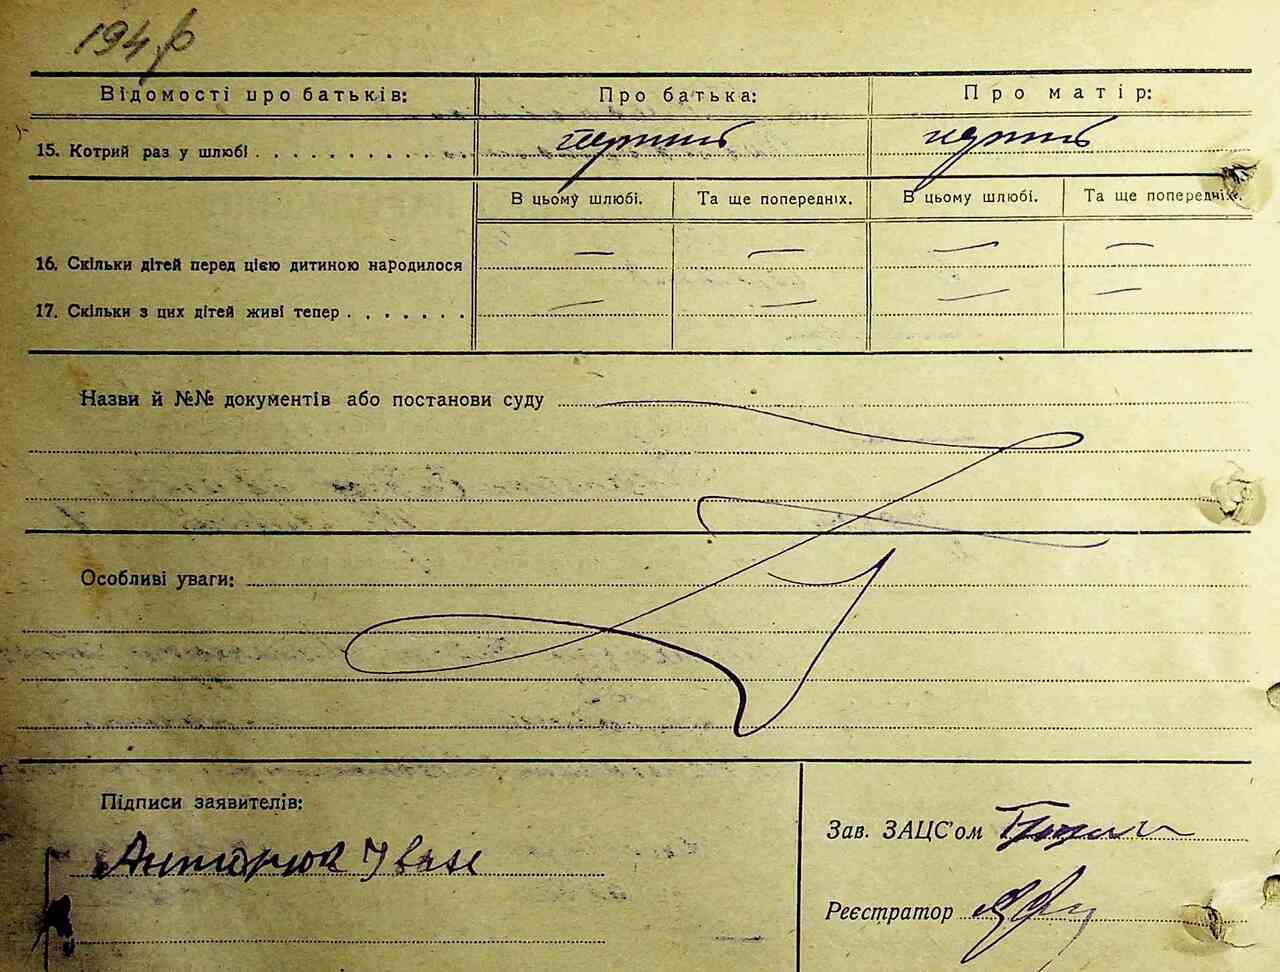 Відомості про батьків: Про батька: Про матір:
15. Котрий раз у шлюбі . . . . . . . . . . . . перший перший
В цьому шлюбі. Та ще попередніх. В цьому шлюбі. Та ще попередніх.
16. Скільки дітей перед цією дитиною народилося — — — —
17. Скільки з цих дітей живі тепер . . . . . . . — — — —
Назви й №№ документів або постанови суду
Особливі уваги:
Підписи заявителів:
Антонюк Іван
Зав. ЗАЦС'ом
Реєстратор